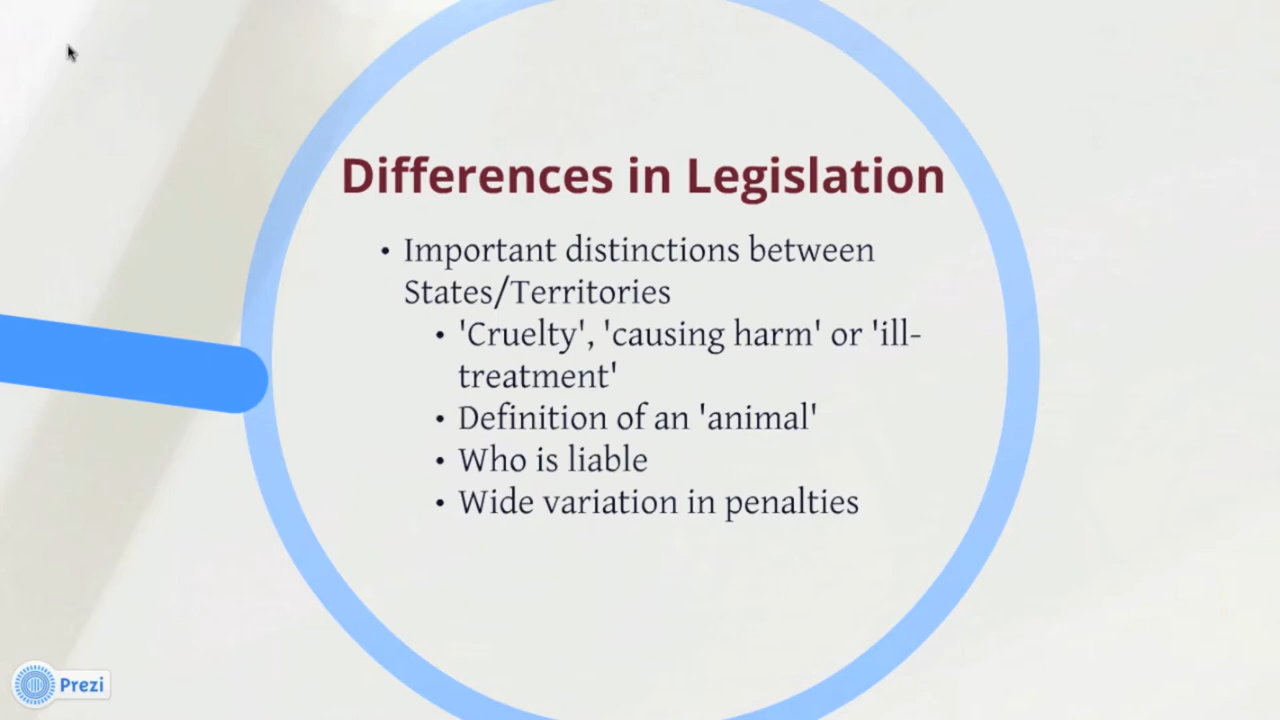 Differences in Legislation
• Important distinctions between
States/Territories
• 'Cruelty', 'causing harm' or 'ill-
treatment'
• Definition of an 'animal'
• Who is liable
• Wide variation in penalties
Prezi